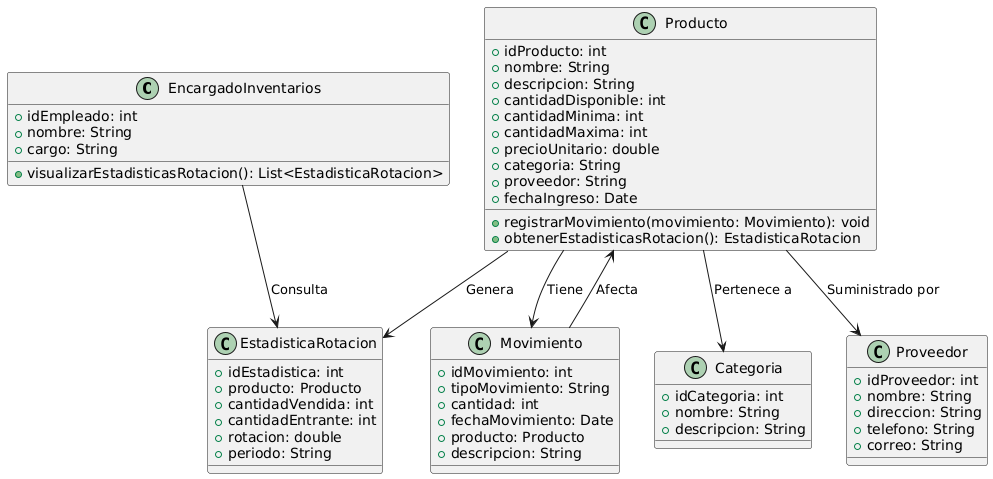 C Producto
idProducto: int
nombre: String
descripcion: String
cantidadDisponible: int
cantidadMinima: int
cantidadMaxima: int
precioUnitario: double
categoria: String
proveedor: String
fechaIngreso: Date
registrarMovimiento(movimiento: Movimiento): void
obtenerEstadisticasRotacion(): EstadisticaRotacion
C EncargadoInventarios
idEmpleado: int
nombre: String
cargo: String
visualizarEstadisticasRotacion(): List<EstadisticaRotacion>
Consulta
Genera
Tiene
Afecta
Pertenece a
Suministrado por
C EstadisticaRotacion
idEstadistica: int
producto: Producto
cantidadVendida: int
cantidadEntrante: int
rotacion: double
periodo: String
C Movimiento
idMovimiento: int
tipoMovimiento: String
cantidad: int
fechaMovimiento: Date
producto: Producto
descripcion: String
C Categoria
idCategoria: int
nombre: String
descripcion: String
C Proveedor
idProveedor: int
nombre: String
direccion: String
telefono: String
correo: String